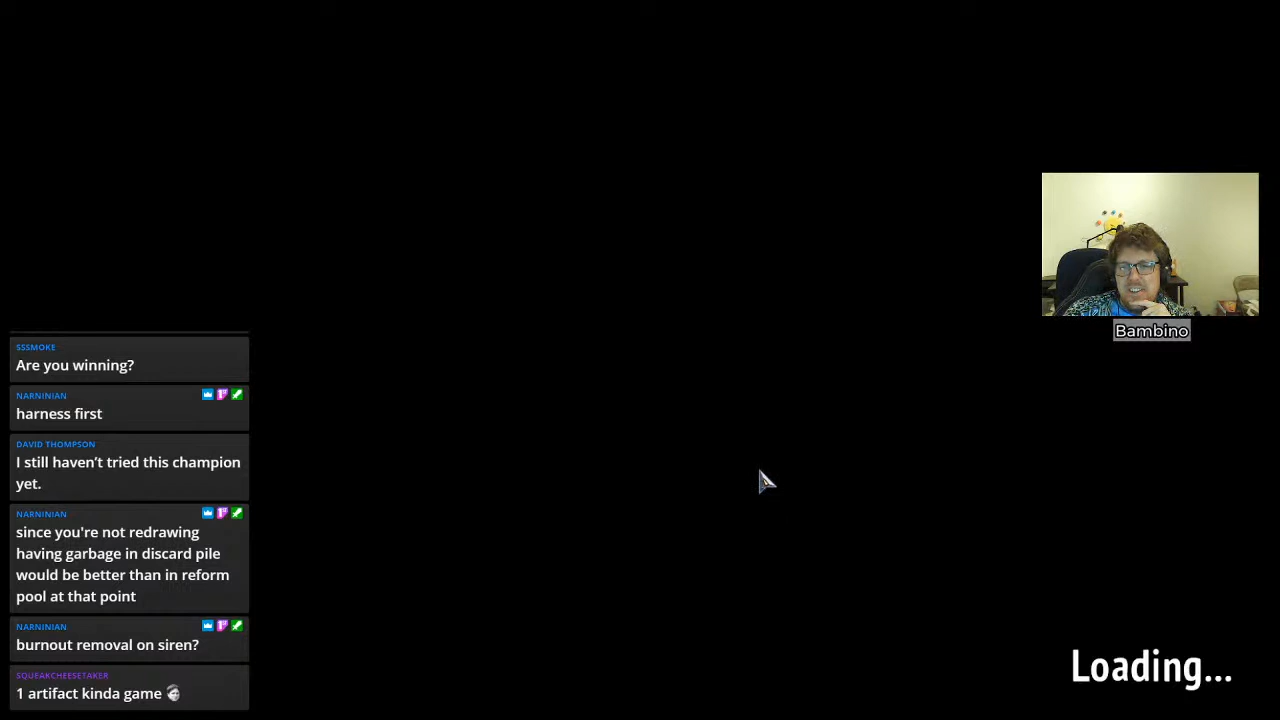 SSSMOKE
Are you winning?
NARNINIAN
harness first
DAVID THOMPSON
I still haven't tried this champion
yet.
NARNINIAN
since you're not redrawing
having garbage in discard pile
would be better than in reform
pool at that point
NARNINIAN
burnout removal on siren?
SQUEAKCHEESETAKER
1 artifact kinda game
Bambino
Loading...